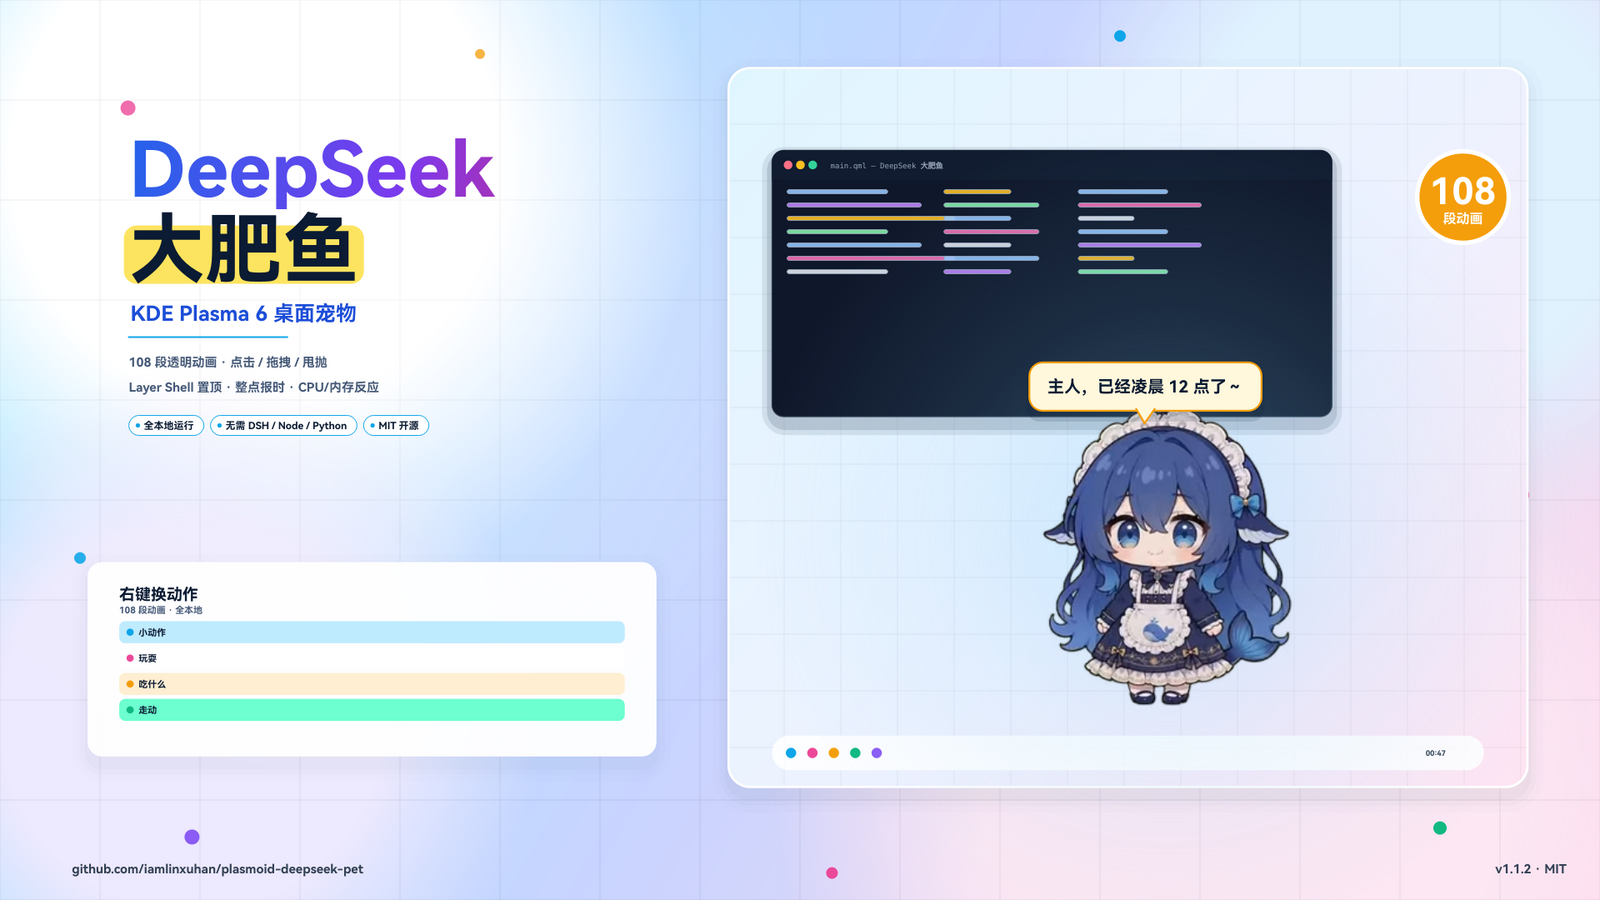 DeepSeek
大肥鱼
KDE Plasma 6 桌面宠物
108 段透明动画 · 点击 / 拖拽 / 甩抛
Layer Shell 置顶 · 整点报时 · CPU/内存反应
全本地运行
无需 DSH / Node / Python
MIT 开源
右键换动作
108 段动画 · 全本地
小动作
玩耍
吃什么
走动
main.qml — DeepSeek 大肥鱼
108
段动画
主人，已经凌晨 12 点了~
00:47
github.com/iamlinxuhan/plasmoid-deepseek-pet
v1.1.2 · MIT